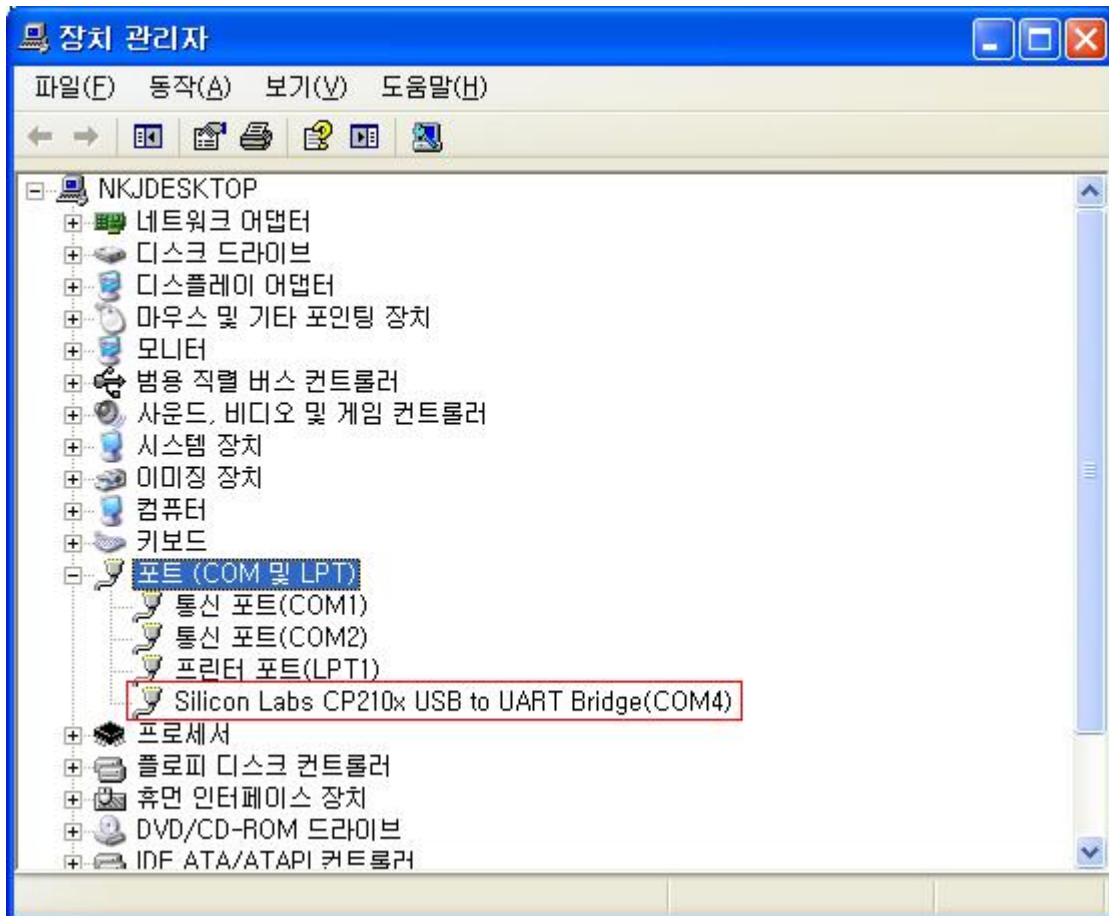 장치 관리자
파일(F) 동작(A) 보기(V) 도움말(H)
NKJDESKTOP
네트워크 어댑터
디스크 드라이브
디스플레이 어댑터
마우스 및 기타 포인팅 장치
모니터
범용 직렬 버스 컨트롤러
사운드, 비디오 및 게임 컨트롤러
시스템 장치
이미징 장치
컴퓨터
키보드
포트 (COM 및 LPT)
통신 포트(COM1)
통신 포트(COM2)
프린터 포트(LPT1)
Silicon Labs CP210x USB to UART Bridge(COM4)
프로세서
플로피 디스크 컨트롤러
휴먼 인터페이스 장치
DVD/CD-ROM 드라이브
IDE ATA/ATAPI 컨트롤러